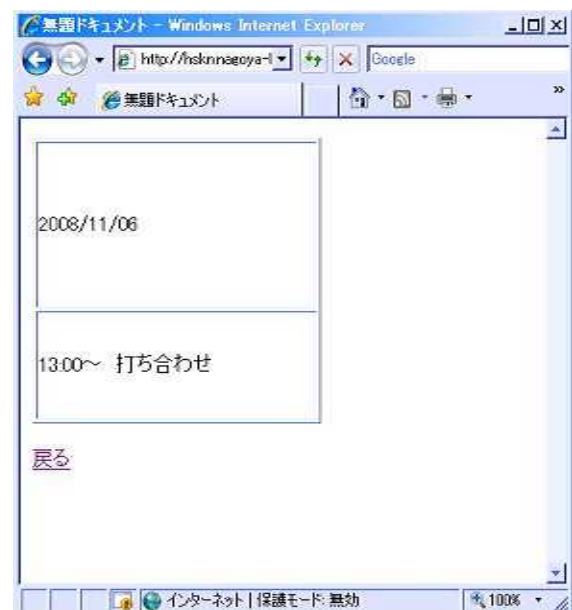 無題ドキュメント - Windows Internet Explorer
http://hsknnagoya-
Google
無題ドキュメント
2008/11/06
13:00～ 打ち合わせ
戻る
インターネット | 保護モード: 無効
100%